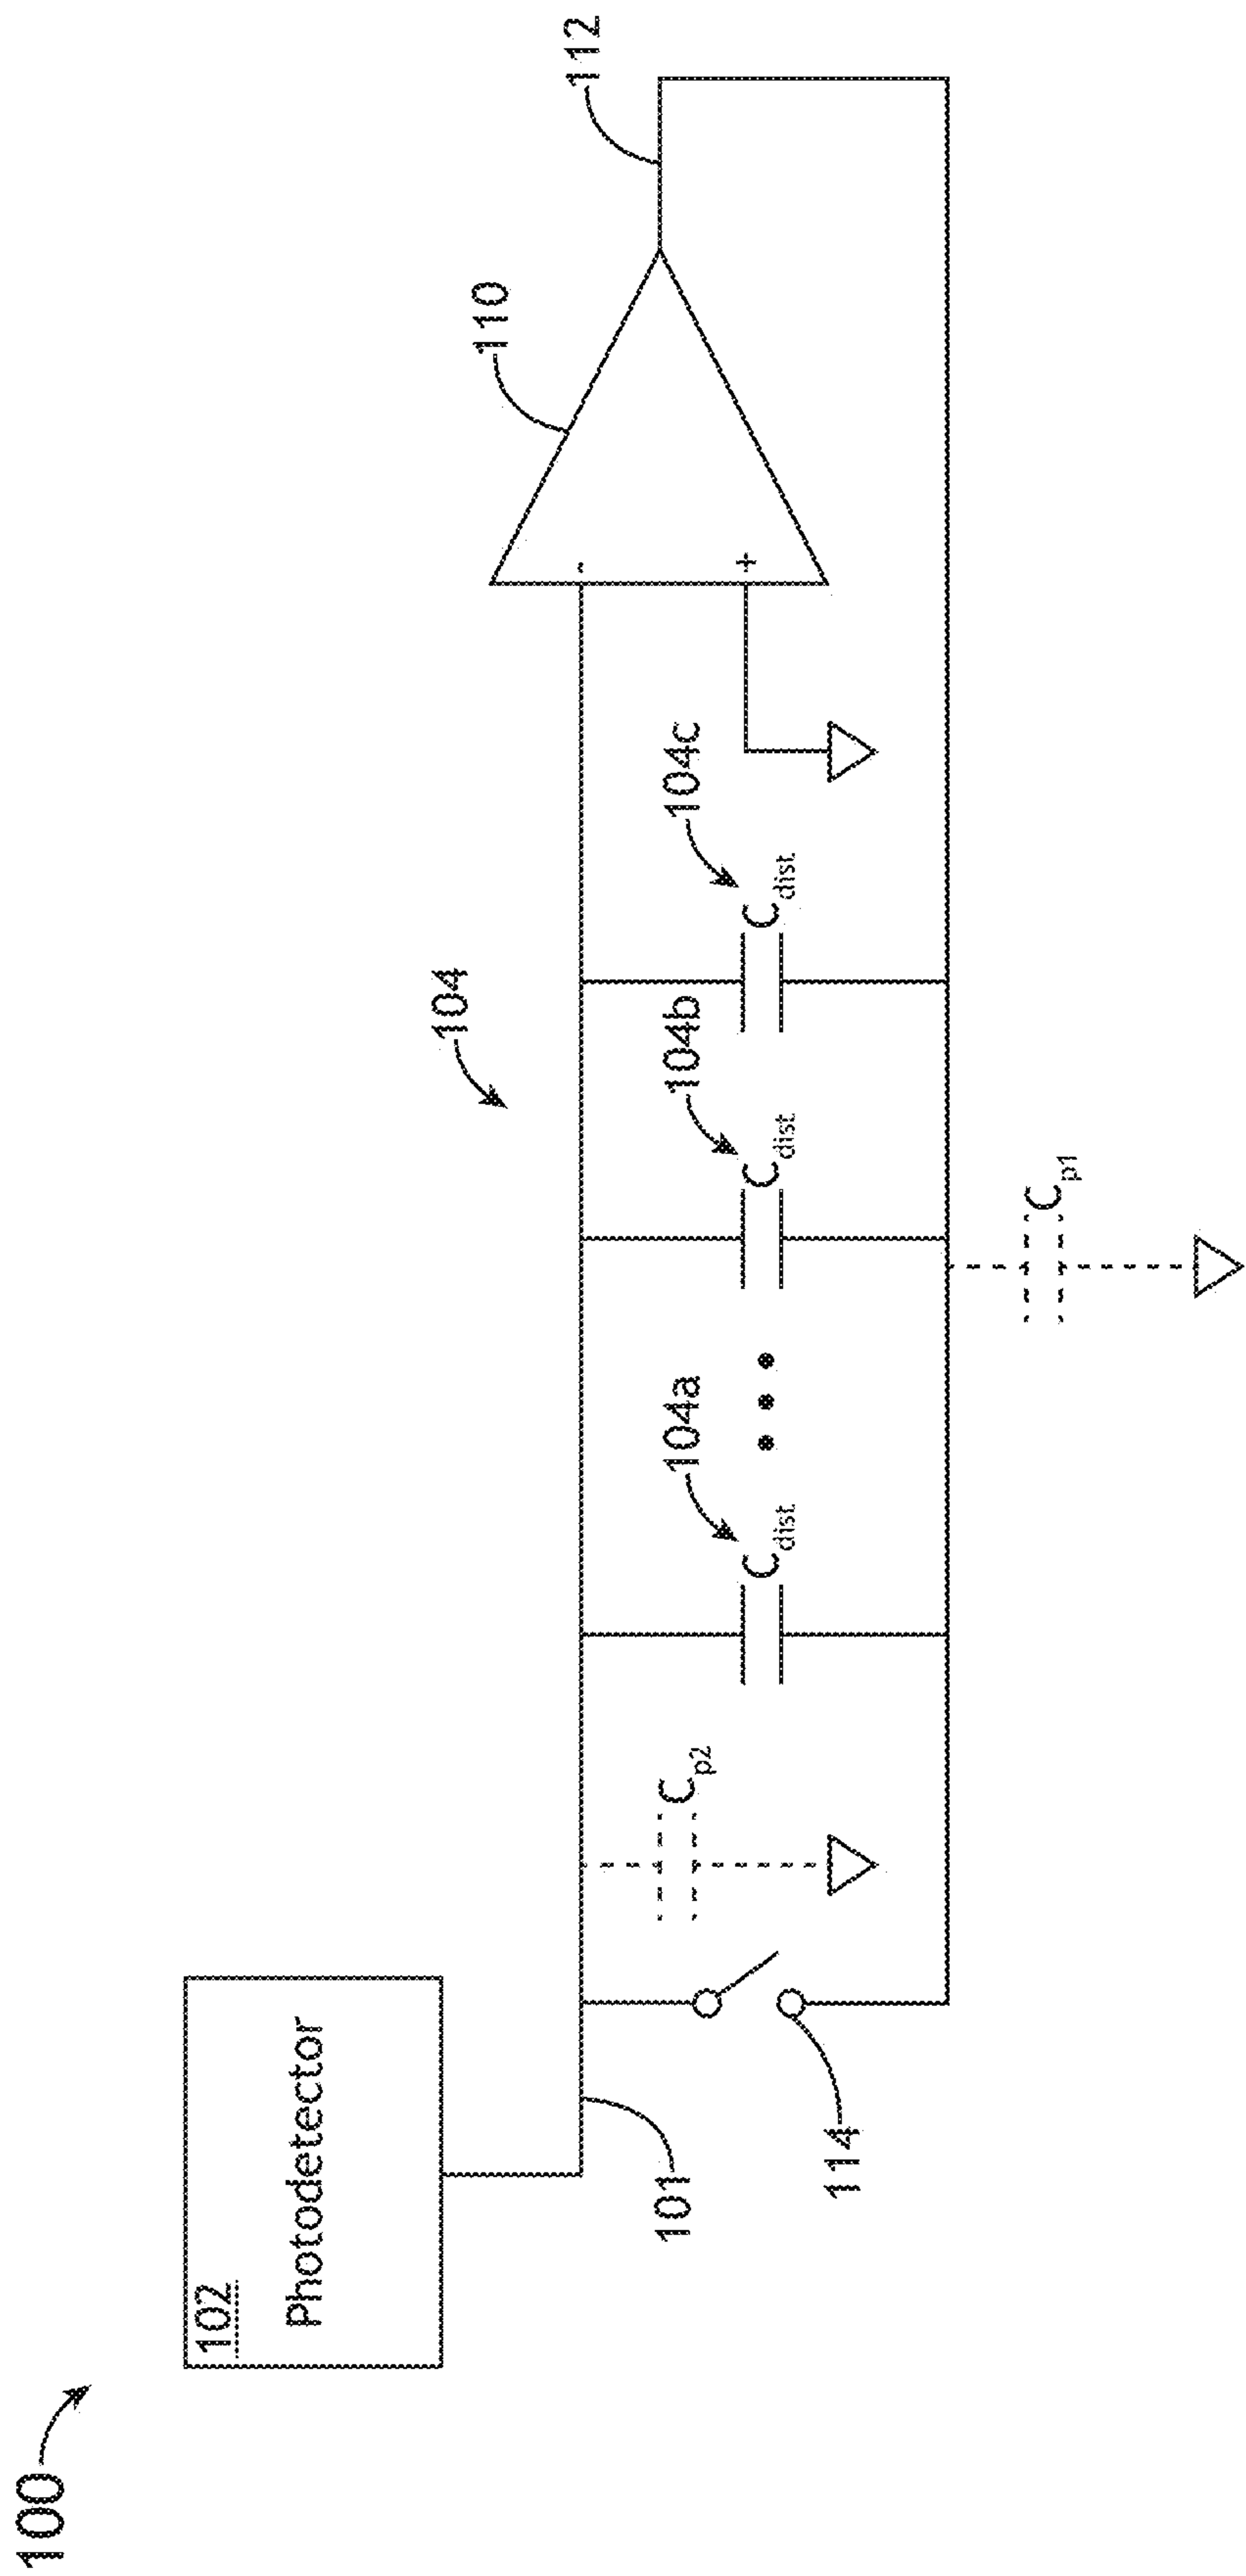 100
102
Photodetector
101
114
Cp2
Cdist
104a
Cdist
104b
Cdist
104c
104
Cp1
-
+
110
112